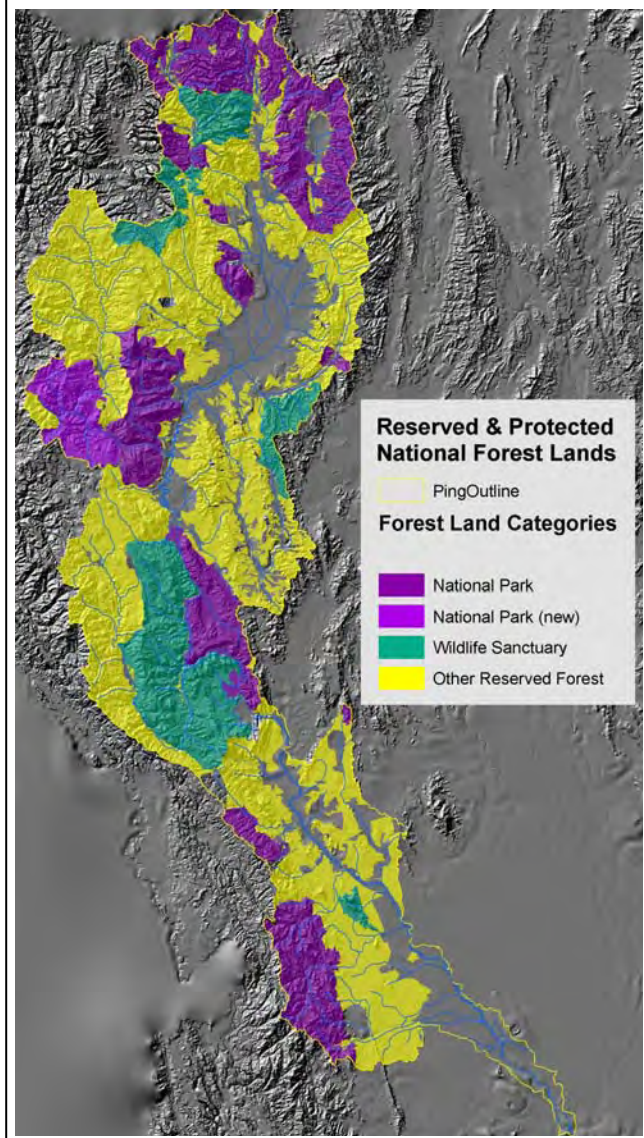 Reserved & Protected
National Forest Lands
PingOutline
Forest Land Categories
National Park
National Park (new)
Wildlife Sanctuary
Other Reserved Forest